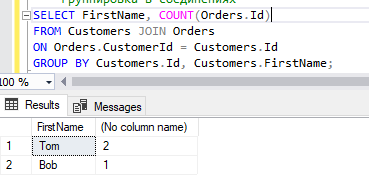 Группировка в соединениях
SELECT FirstName, COUNT(Orders.Id)
FROM Customers JOIN Orders
ON Orders.CustomerId = Customers.Id
GROUP BY Customers.Id, Customers.FirstName;
00 %
Results Messages
FirstName (No column name)
1 Tom 2
2 Bob 1